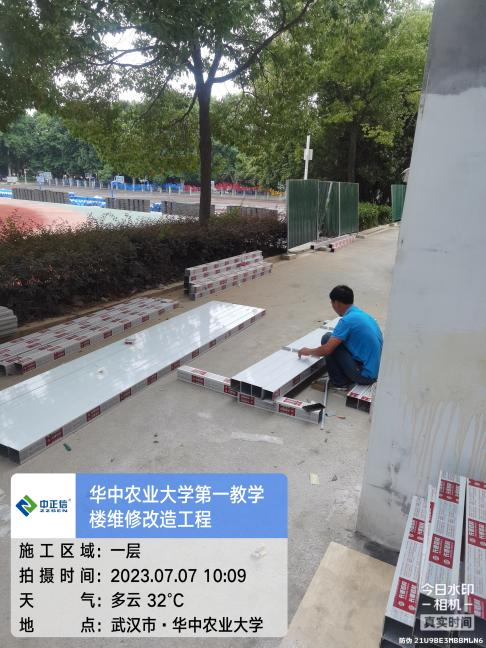 中正信
ZZSEN
华中农业大学第一教学
楼维修改造工程
施工区域：一层
拍摄时间：2023.07.07 10:09
天气：多云 32℃
地点：武汉市·华中农业大学
今日水印
相机
真实时间
防伪 21U9BE3MBBMLN6